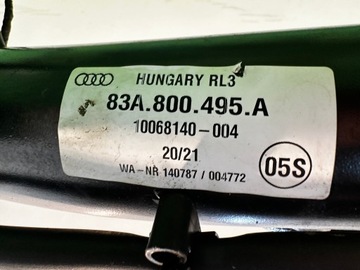 HUNGARY RL3
83A.800.495.A
10068140-004
20/21
05S
WA-NR 140787 / 004772